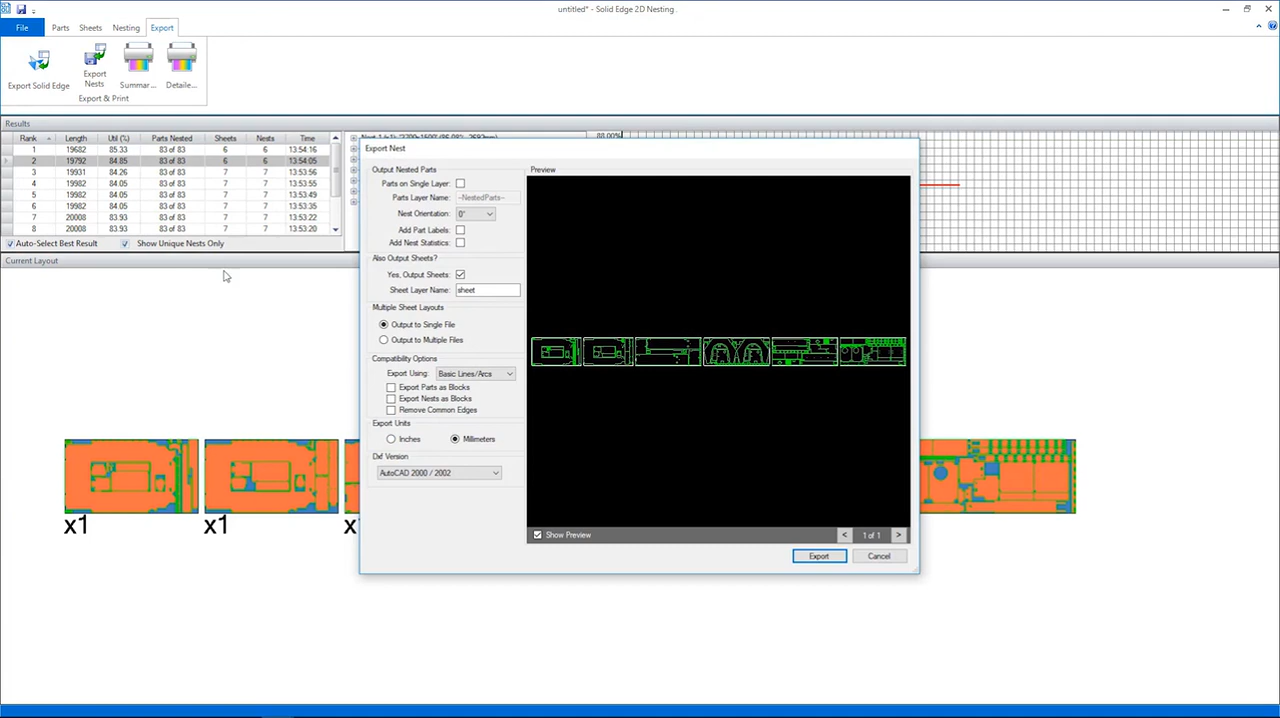 untitled* - Solid Edge 2D Nesting
File Parts Sheets Nesting Export
Export Solid Edge
Export Nests
Summar...
Detaile...
Export & Print
Results
Rank Length Util (%) Parts Nested Sheets Nests Time
1 19682 85.33 83 of 83 6 6 13:54:16
2 19792 84.85 83 of 83 6 6 13:54:05
3 19931 84.26 83 of 83 7 7 13:53:56
4 19982 84.05 83 of 83 7 7 13:53:55
5 19982 84.05 83 of 83 7 7 13:53:49
6 19982 84.05 83 of 83 7 7 13:53:35
7 20008 83.93 83 of 83 7 7 13:53:22
8 20008 83.93 83 of 83 7 7 13:53:20
Auto-Select Best Result Show Unique Nests Only
88.00%
Current Layout
Export Nest
Output Nested Parts
Parts on Single Layer:
Parts Layer Name: ~NestedParts~
Nest Orientation: 0°
Add Part Labels:
Add Nest Statistics:
Also Output Sheets?
Yes, Output Sheets:
Sheet Layer Name: sheet
Multiple Sheet Layouts
Output to Single File
Output to Multiple Files
Compatibility Options
Export Using: Basic Lines/Arcs
Export Parts as Blocks
Export Nests as Blocks
Remove Common Edges
Export Units
Inches Millimeters
Dxf Version
AutoCAD 2000 / 2002
Preview
Show Preview < 1 of 1 >
Export Cancel
x1 x1 x